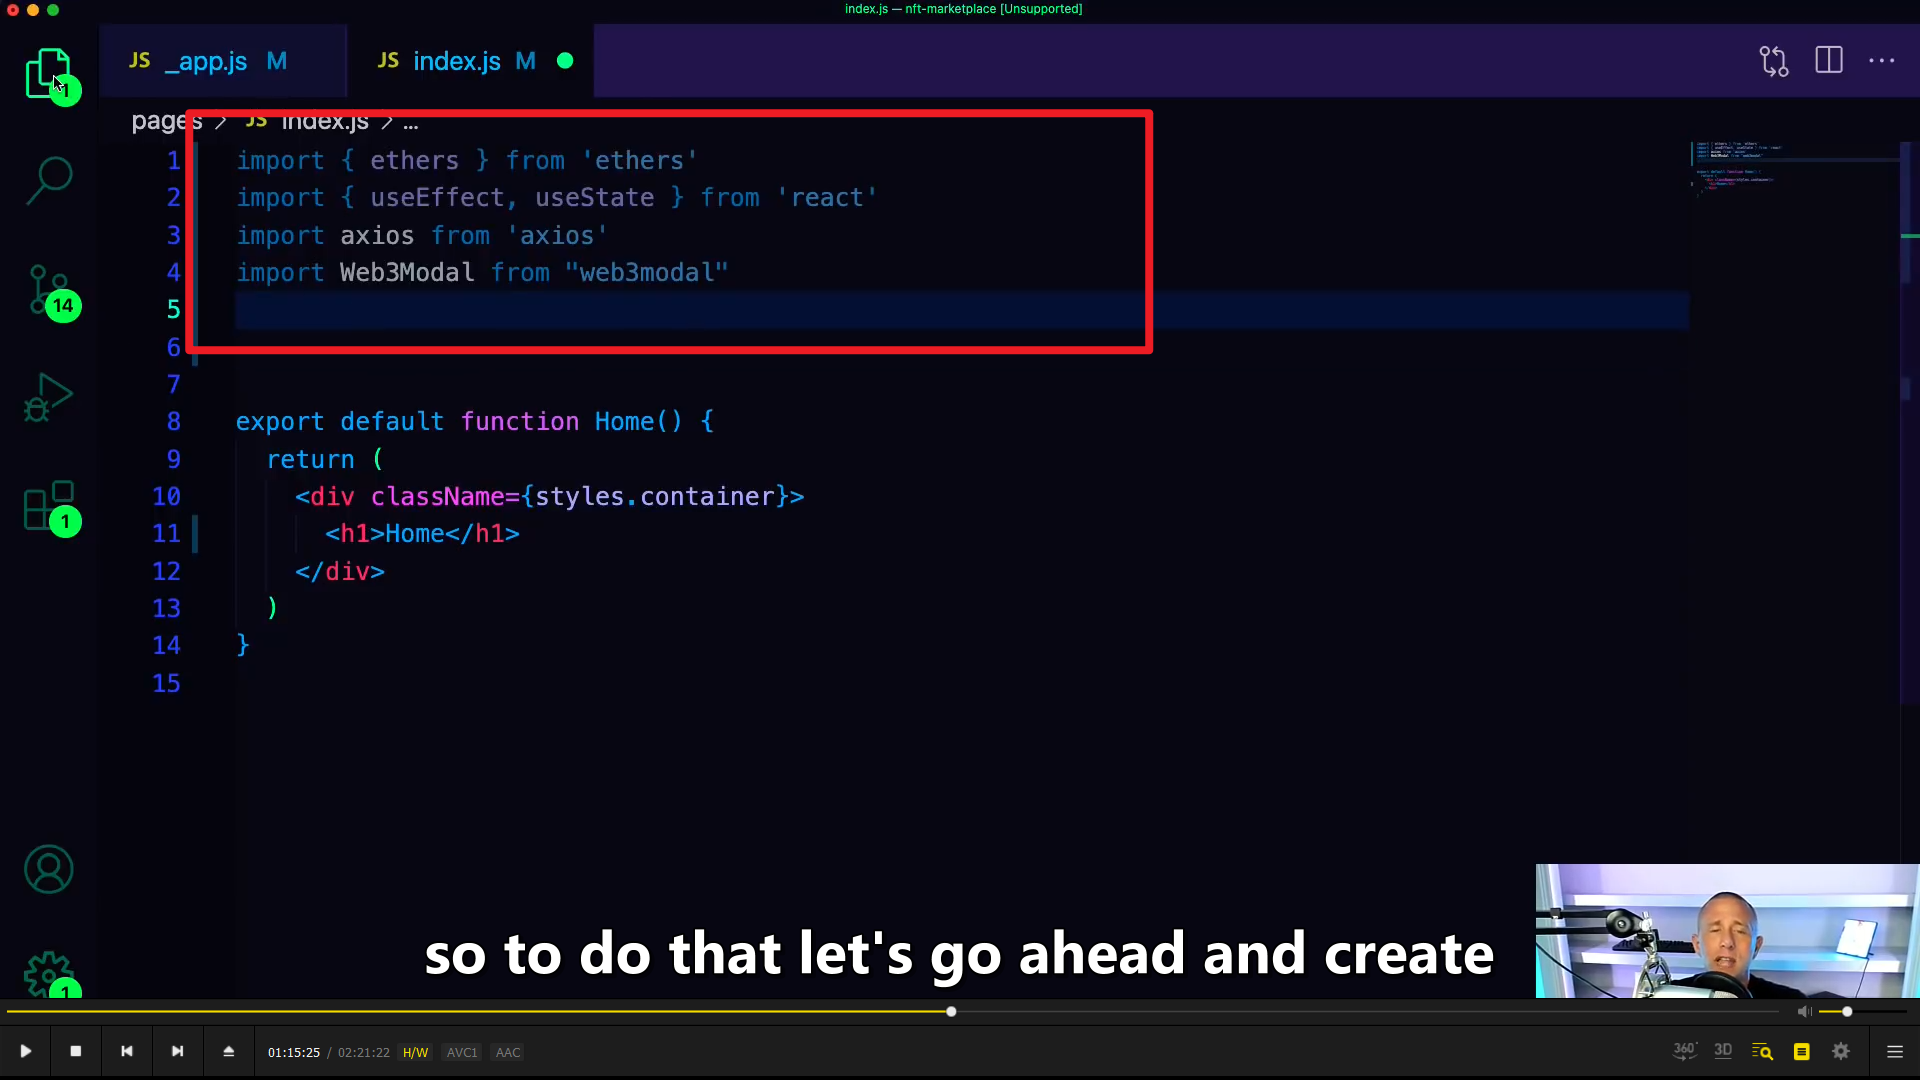 index.js — nft-marketplace [Unsupported]
JS _app.js M
JS index.js M
pages > JS index.js > ...
1
14
1
1
1 import { ethers } from 'ethers'
2 import { useEffect, useState } from 'react'
3 import axios from 'axios'
4 import Web3Modal from "web3modal"
5
6
7
8 export default function Home() {
9 return (
10 <div className={styles.container}>
11 <h1>Home</h1>
12 </div>
13 )
14 }
15
so to do that let's go ahead and create
01:15:25 / 02:21:22 H/W AVC1 AAC
360° 3D